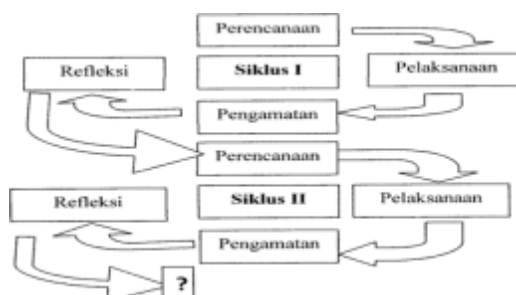 Perencanaan
Refleksi
Siklus I
Pelaksanaan
Pengamatan
Perencanaan
Refleksi
Siklus II
Pelaksanaan
Pengamatan
?